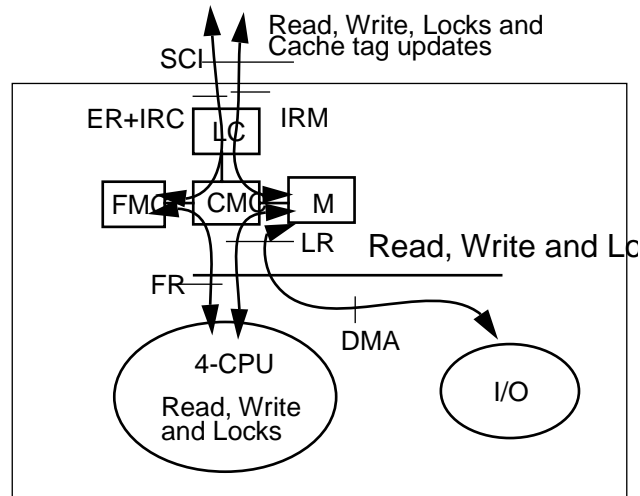 Read, Write, Locks and
Cache tag updates
SCI
ER+IRC
LC
IRM
FMC
CMC
M
LR
Read, Write and Lo
FR
DMA
4-CPU
I/O
Read, Write
and Locks